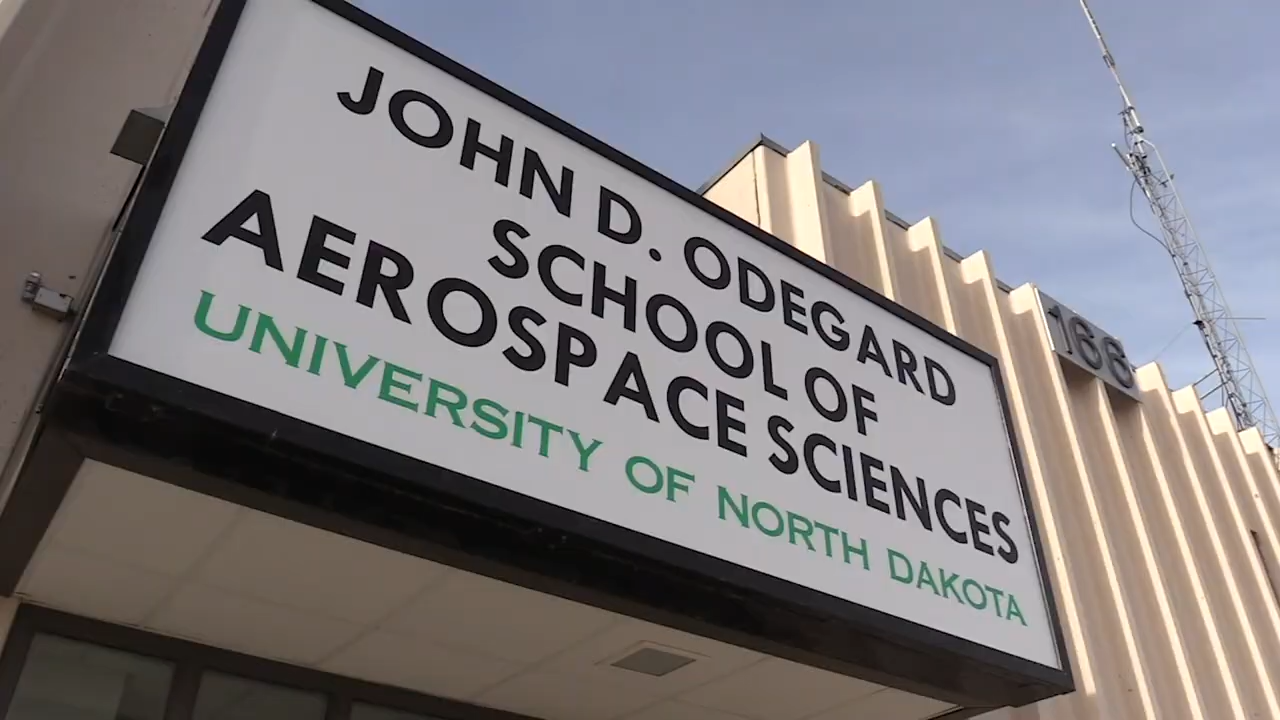 JOHN D. ODEGARD
SCHOOL OF
AEROSPACE SCIENCES
UNIVERSITY OF NORTH DAKOTA
166